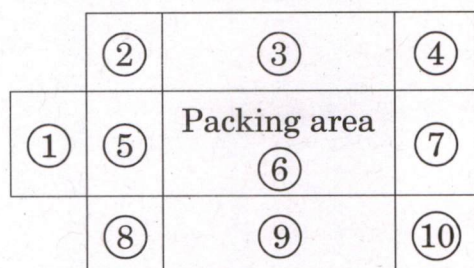 ② ③ ④
Packing area
① ⑤ ⑦
⑥
⑧ ⑨ ⑩